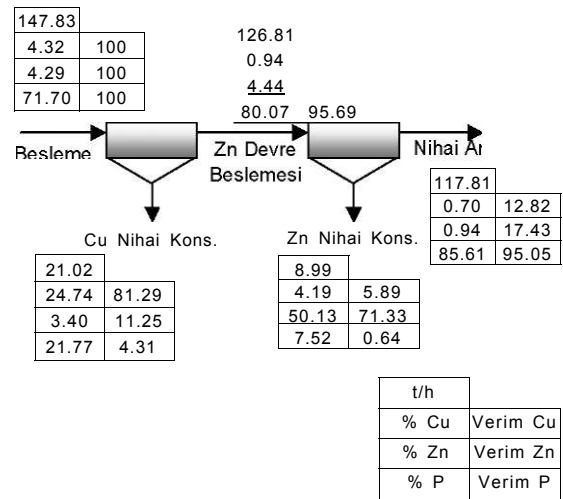 147.83
4.32 100
4.29 100
71.70 100
126.81
0.94
4.44
80.07 95.69
Besleme
Zn Devre
Beslemesi
Nihai Ar
117.81
0.70 12.82
0.94 17.43
85.61 95.05
Cu Nihai Kons.
21.02
24.74 81.29
3.40 11.25
21.77 4.31
Zn Nihai Kons.
8.99
4.19 5.89
50.13 71.33
7.52 0.64
t/h
% Cu Verim Cu
% Zn Verim Zn
% P Verim P